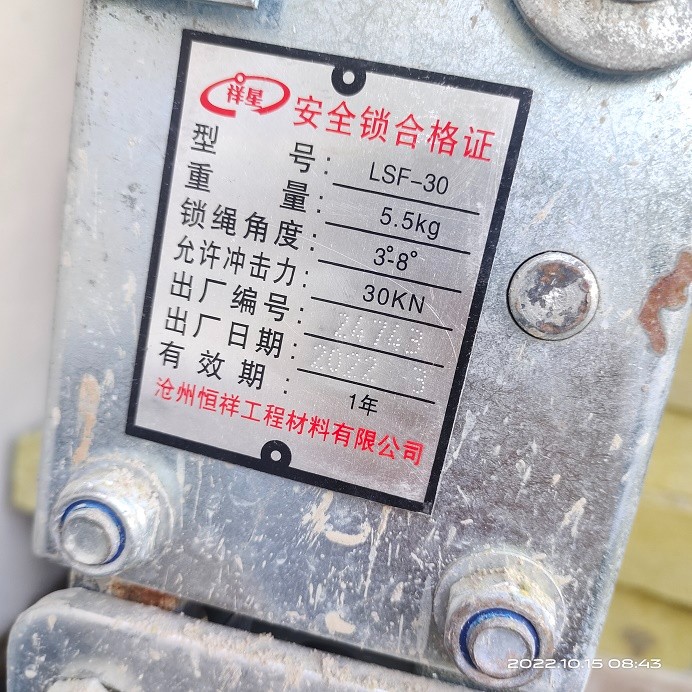 祥星
安全锁合格证
型号: LSF-30
重量: 5.5kg
锁绳角度: 3°-8°
允许冲击力: 30KN
出厂编号: 24743
出厂日期: 2022 3
有效期: 1年
沧州恒祥工程材料有限公司
2022.10.15 08:43